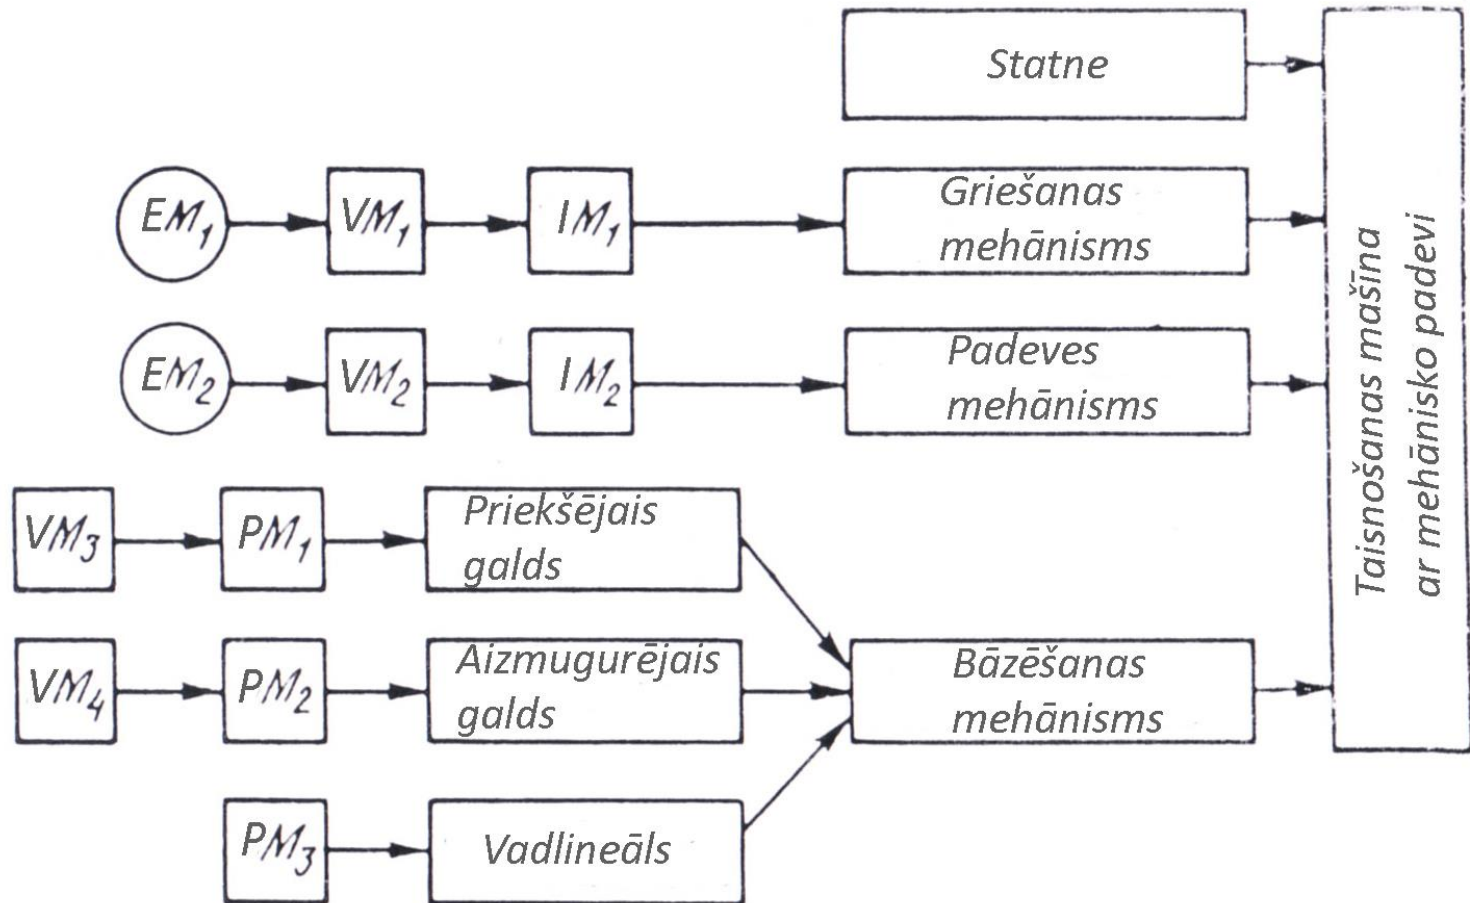 Statne
EM₁
VM₁
IM₁
Griešanas
mehānisms
EM₂
VM₂
IM₂
Padeves
mehānisms
VM₃
PM₁
Priekšējais
galds
VM₄
PM₂
Aizmugurējais
galds
Bāzēšanas
mehānisms
PM₃
Vadlineāls
Taisnošanas mašīna
ar mehānisko padevi